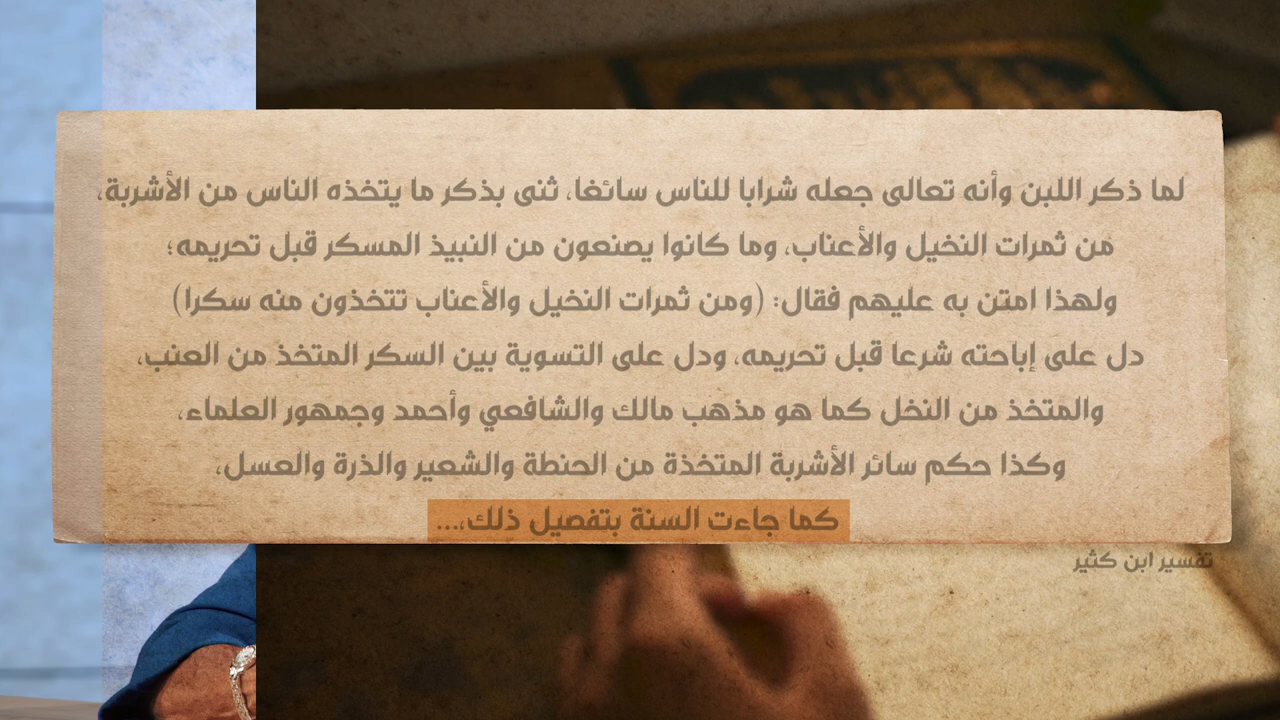 لما ذكر اللبن وأنه تعالى جعله شرابا للناس سائغا، ثنى بذكر ما يتخذه الناس من الأشربة،
من ثمرات النخيل والأعناب، وما كانوا يصنعون من النبيذ المسكر قبل تحريمه؛
ولهذا امتن به عليهم فقال: (ومن ثمرات النخيل والأعناب تتخذون منه سكرا)
دل على إباحته شرعا قبل تحريمه، ودل على التسوية بين السكر المتخذ من العنب،
والمتخذ من النخل كما هو مذهب مالك والشافعي وأحمد وجمهور العلماء،
وكذا حكم سائر الأشربة المتخذة من الحنطة والشعير والذرة والعسل،
كما جاءت السنة بتفصيل ذلك،...
تفسير ابن كثير